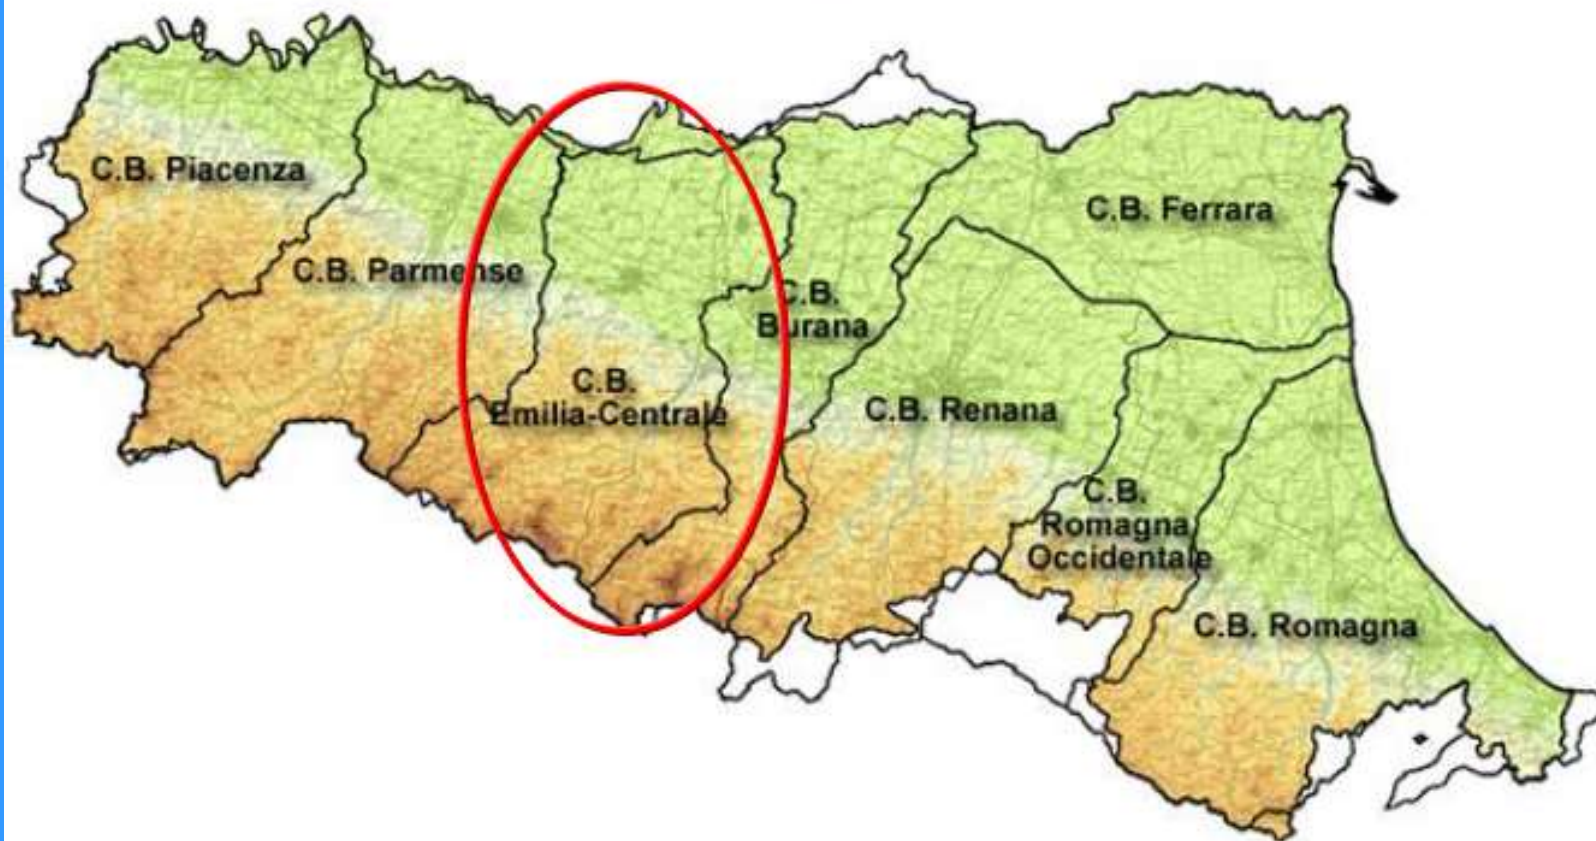 C.B. Piacenza
C.B. Parmense
C.B.
Emilia-Centrale
C.B.
Burana
C.B. Ferrara
C.B. Renana
C.B.
Romagna
Occidentale
C.B. Romagna